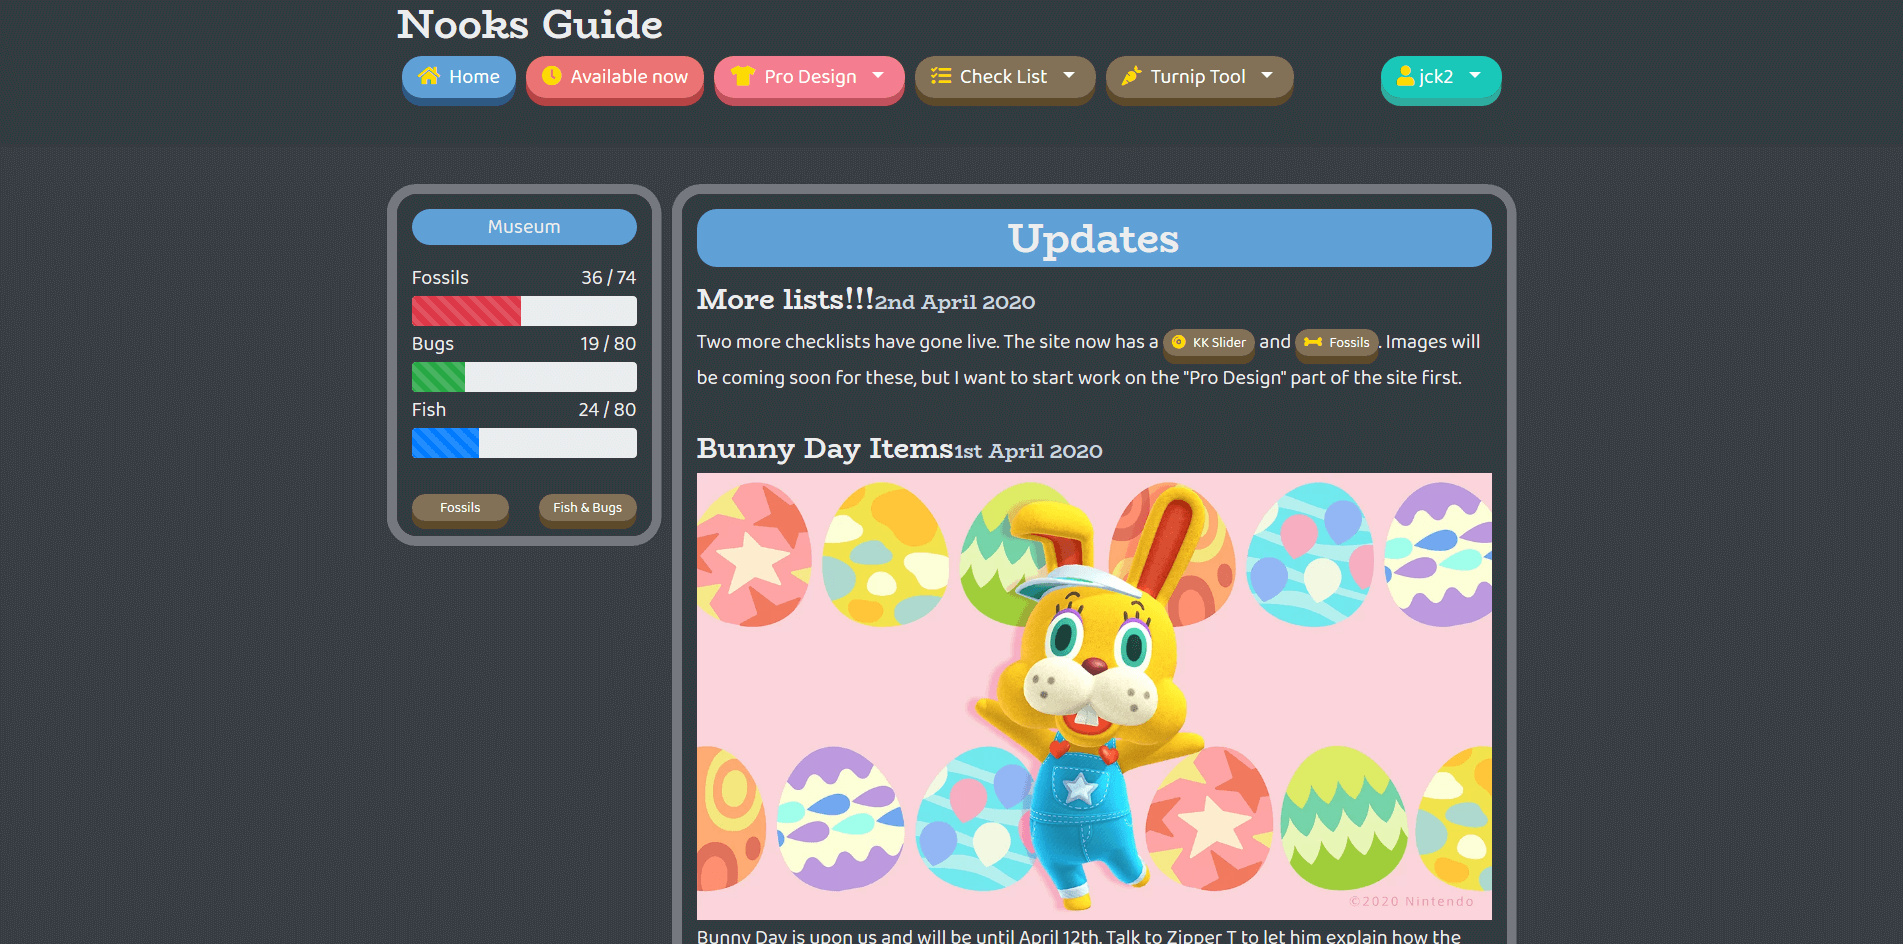 Nooks Guide
Home
Available now
Pro Design
Check List
Turnip Tool
jck2
Museum
Fossils 36 / 74
Bugs 19 / 80
Fish 24 / 80
Fossils
Fish & Bugs
Updates
More lists!!!2nd April 2020
Two more checklists have gone live. The site now has a KK Slider and Fossils. Images will
be coming soon for these, but I want to start work on the "Pro Design" part of the site first.
Bunny Day Items1st April 2020
©2020 Nintendo
Bunny Day is upon us and will be until April 12th. Talk to Zipper T to let him explain how the